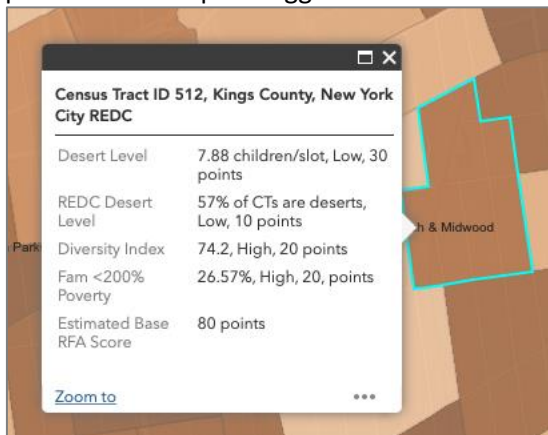 Census Tract ID 512, Kings County, New York
City REDC
Desert Level 7.88 children/slot, Low, 30
points
REDC Desert 57% of CTs are deserts,
Level Low, 10 points
Diversity Index 74.2, High, 20 points
Fam <200% 26.57%, High, 20, points
Poverty
Estimated Base 80 points
RFA Score
Zoom to
Park
h & Midwood